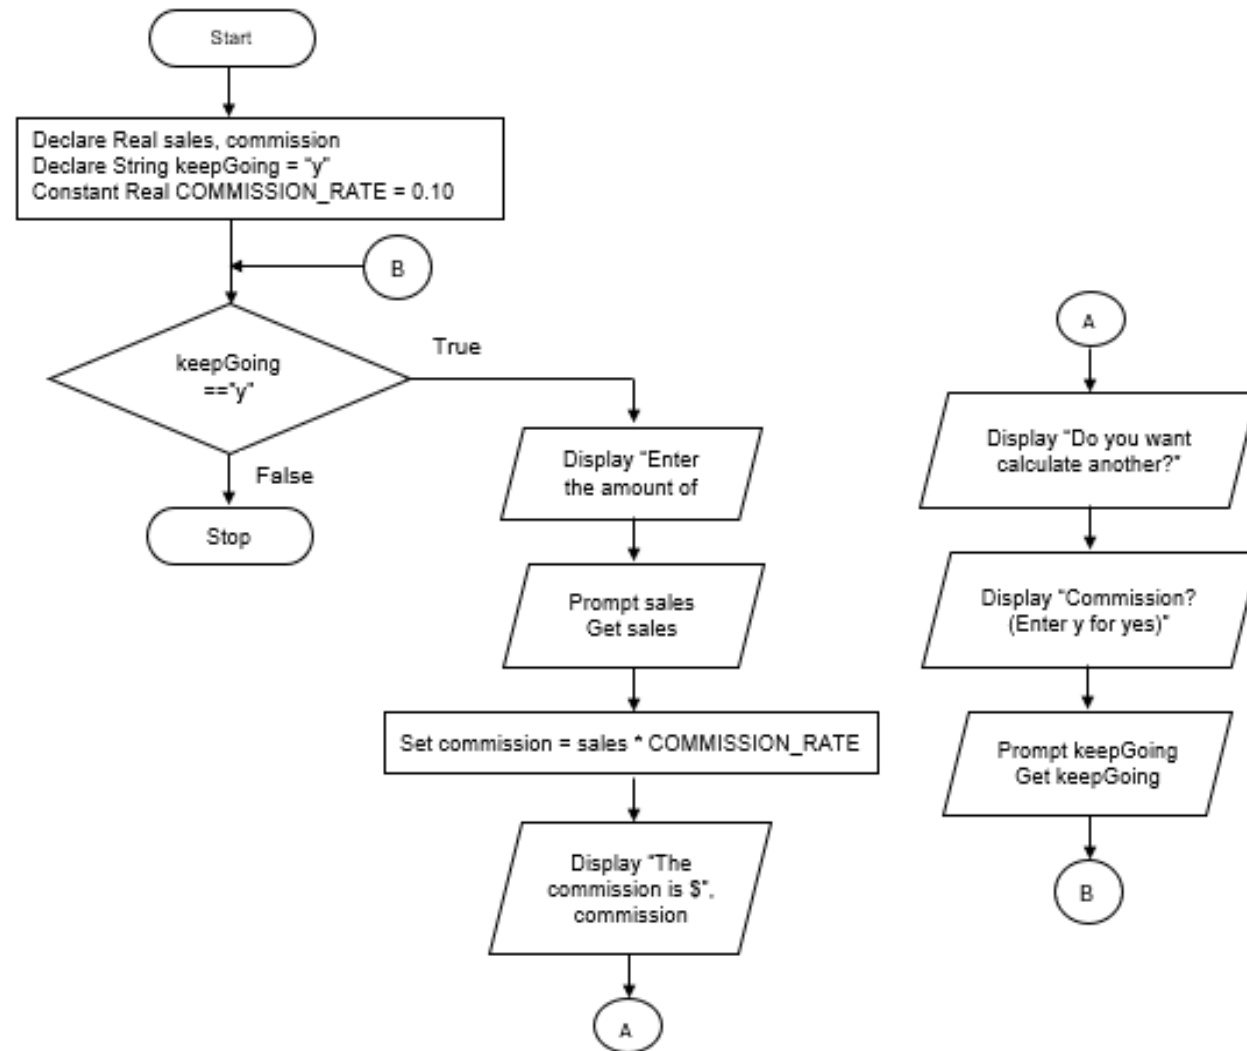 Start
Declare Real sales, commission
Declare String keepGoing = "y"
Constant Real COMMISSION_RATE = 0.10
B
keepGoing
=="y"
True
False
Stop
Display "Enter
the amount of
Prompt sales
Get sales
Set commission = sales * COMMISSION_RATE
Display "The
commission is $",
commission
A
A
Display "Do you want
calculate another?"
Display "Commission?
(Enter y for yes)"
Prompt keepGoing
Get keepGoing
B